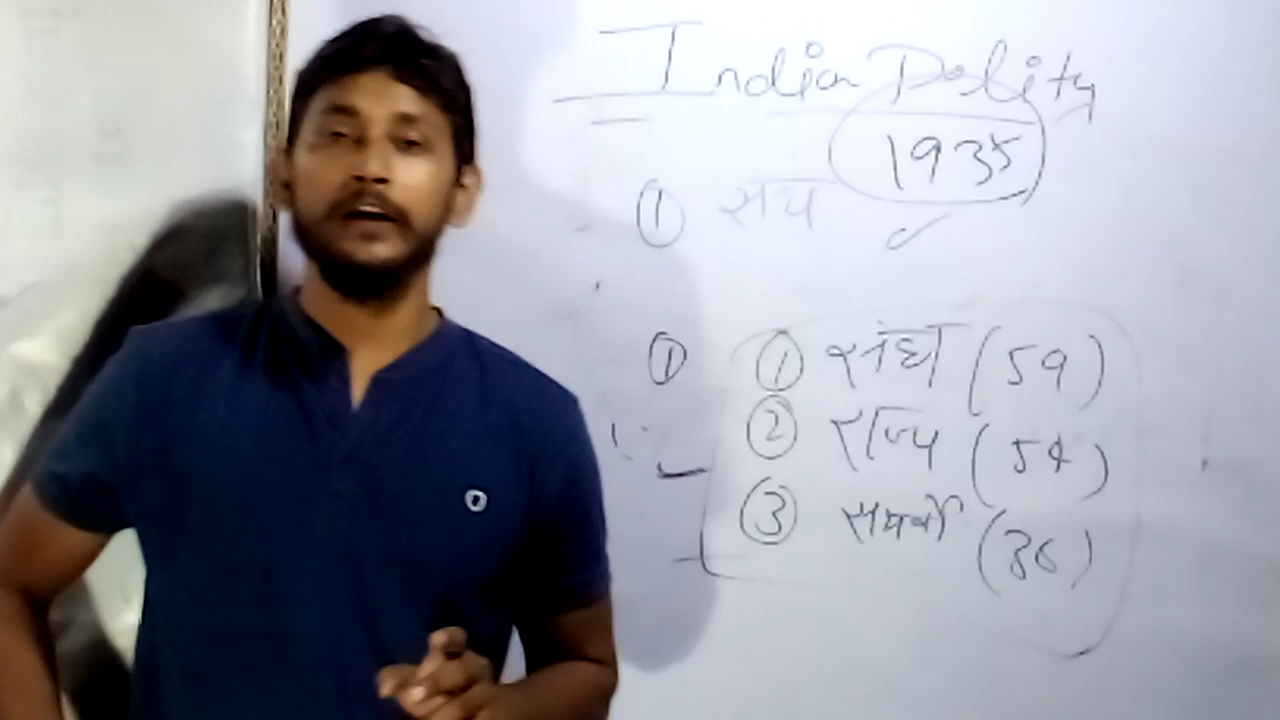 Indian Polity
1935
① संघ
① ① संघ (59)
② राज्य (54)
③ समवर्ती (36)